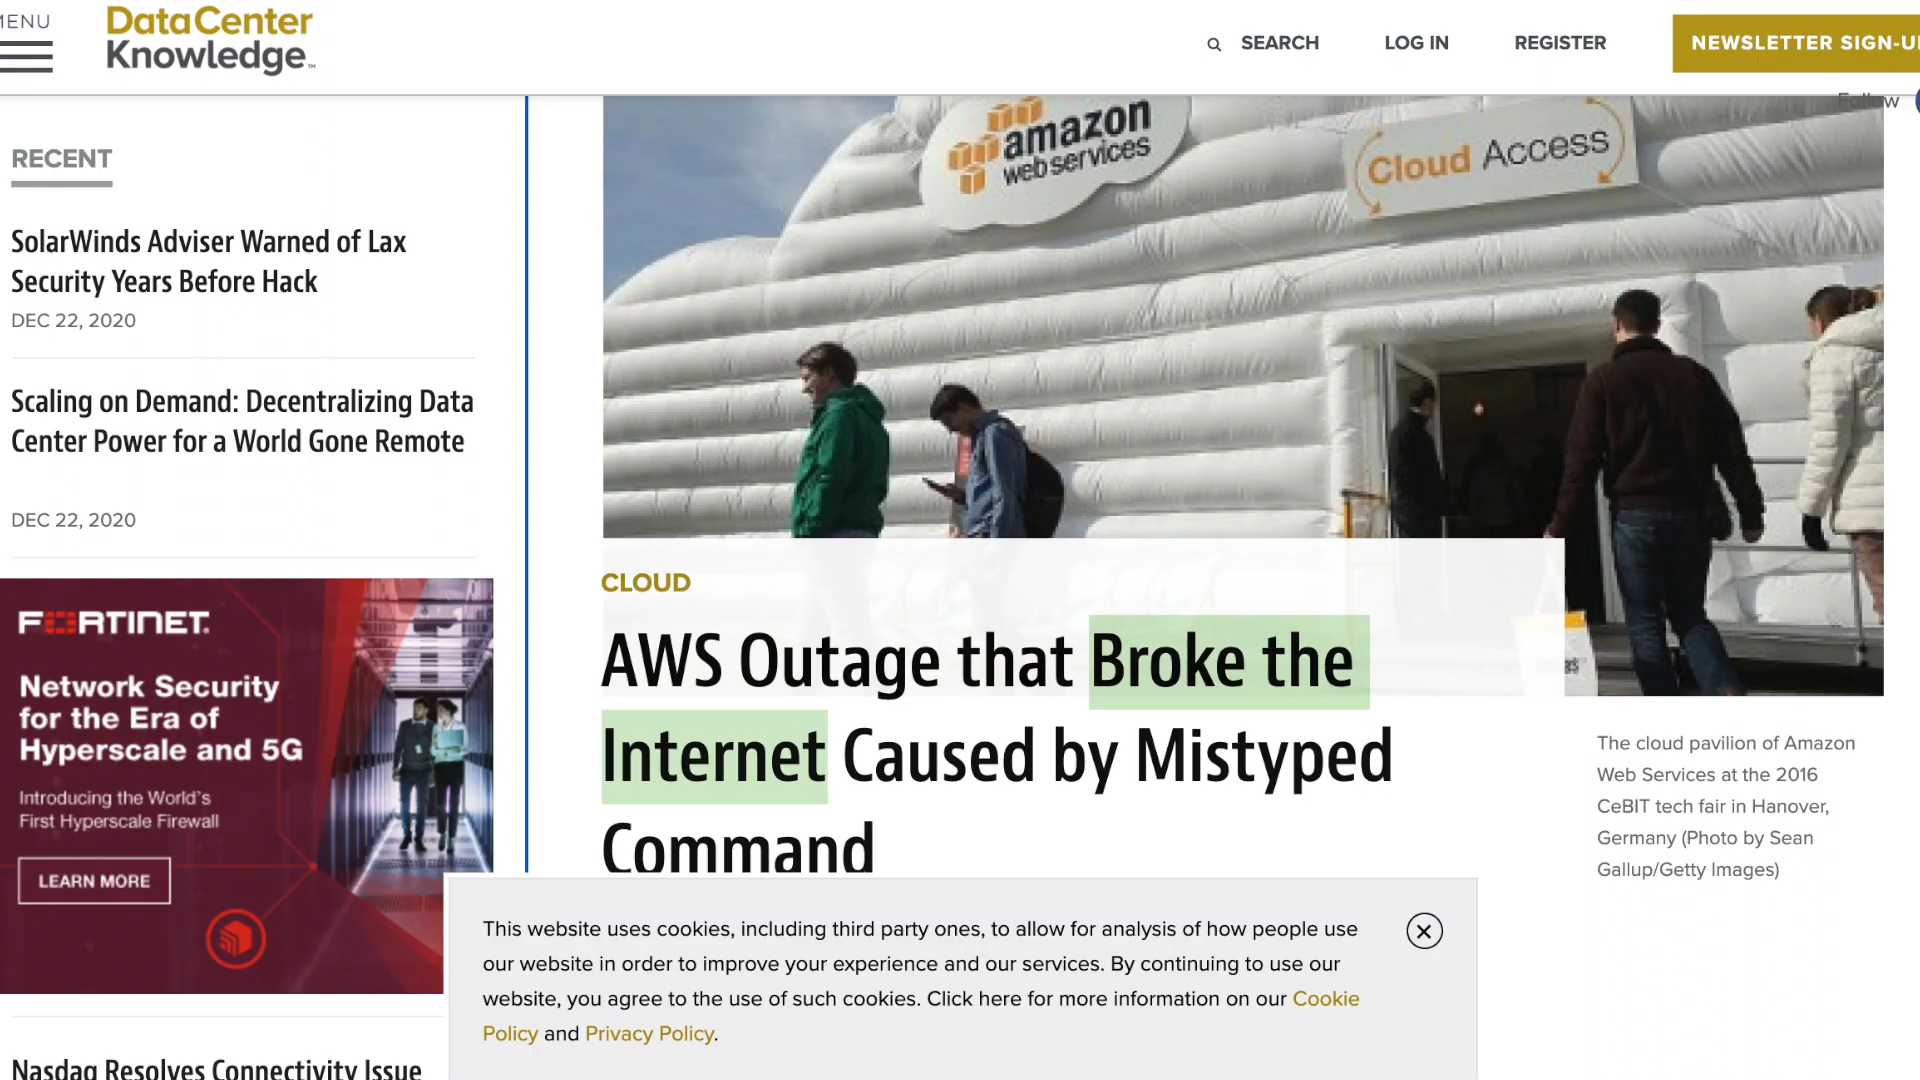 MENU
DataCenter
Knowledge™
SEARCH
LOG IN
REGISTER
NEWSLETTER SIGN-U
Follow
RECENT
SolarWinds Adviser Warned of Lax
Security Years Before Hack
DEC 22, 2020
Scaling on Demand: Decentralizing Data
Center Power for a World Gone Remote
DEC 22, 2020
FORTINET
Network Security
for the Era of
Hyperscale and 5G
Introducing the World's
First Hyperscale Firewall
LEARN MORE
Nasdaq Resolves Connectivity Issue
amazon
web services
Cloud Access
CLOUD
AWS Outage that Broke the
Internet Caused by Mistyped
Command
The cloud pavilion of Amazon
Web Services at the 2016
CeBIT tech fair in Hanover,
Germany (Photo by Sean
Gallup/Getty Images)
This website uses cookies, including third party ones, to allow for analysis of how people use
our website in order to improve your experience and our services. By continuing to use our
website, you agree to the use of such cookies. Click here for more information on our Cookie
Policy and Privacy Policy.